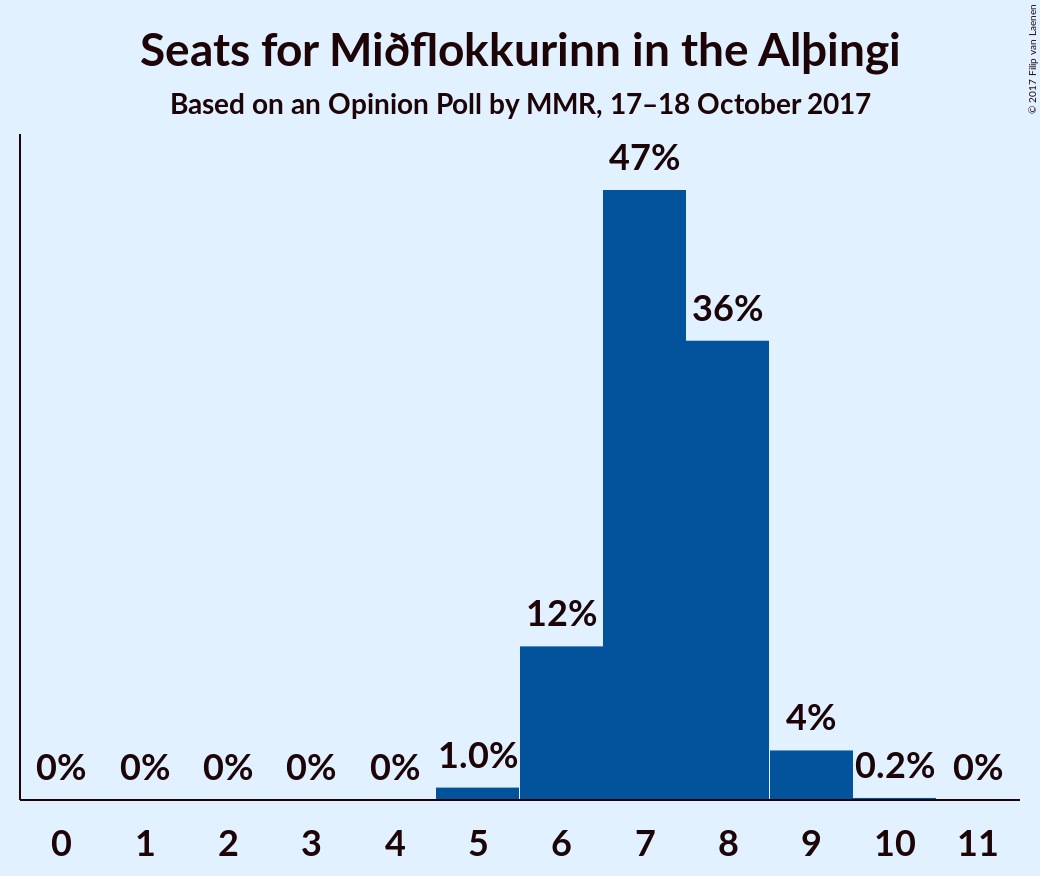 Seats for Miðflokkurinn in the Alþingi
Based on an Opinion Poll by MMR, 17–18 October 2017
© 2017 Filip van Laenen
47%
36%
12%
4%
0% 0% 0% 0% 0% 1.0% 0.2% 0%
0 1 2 3 4 5 6 7 8 9 10 11